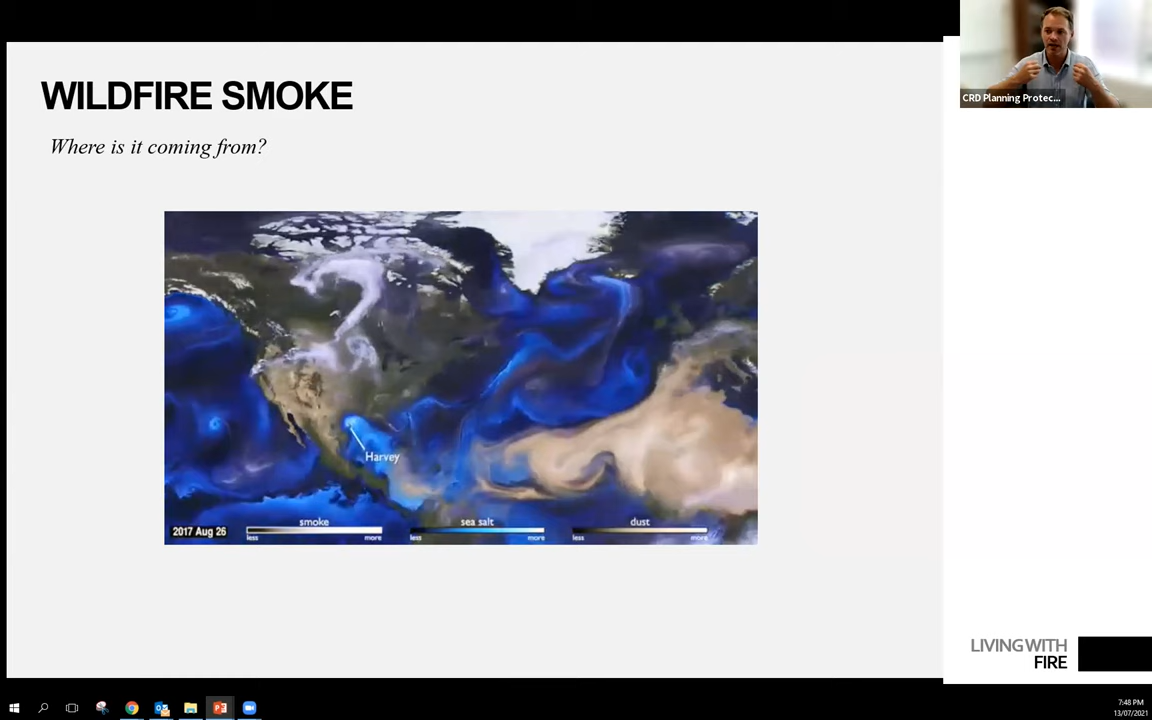 WILDFIRE SMOKE
Where is it coming from?
CRD Planning Protec...
Harvey
2017 Aug 26
smoke
less more
sea salt
less more
dust
less more
LIVING WITH
FIRE
7:48 PM
13/07/2021